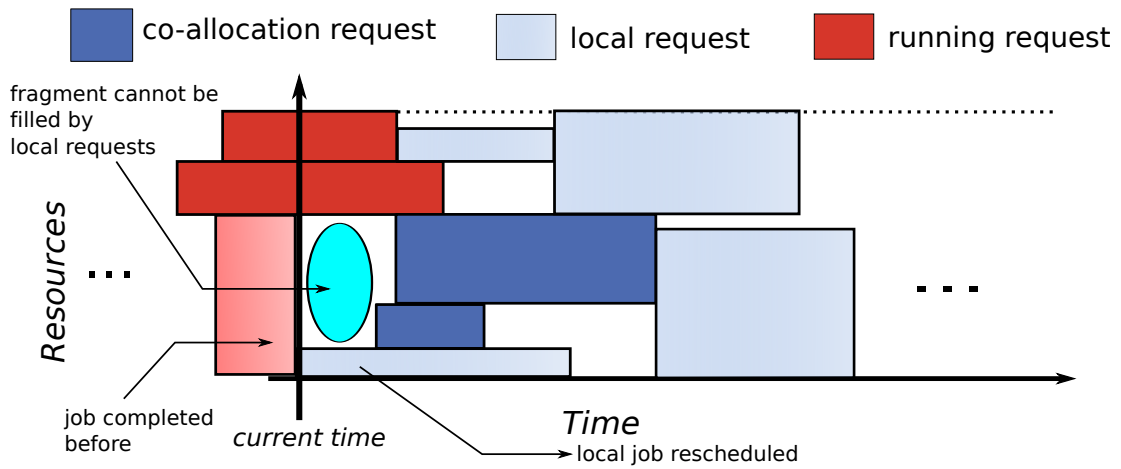 co-allocation request
local request
running request
fragment cannot be
filled by
local requests
Resources
...
...
job completed
before
current time
Time
local job rescheduled